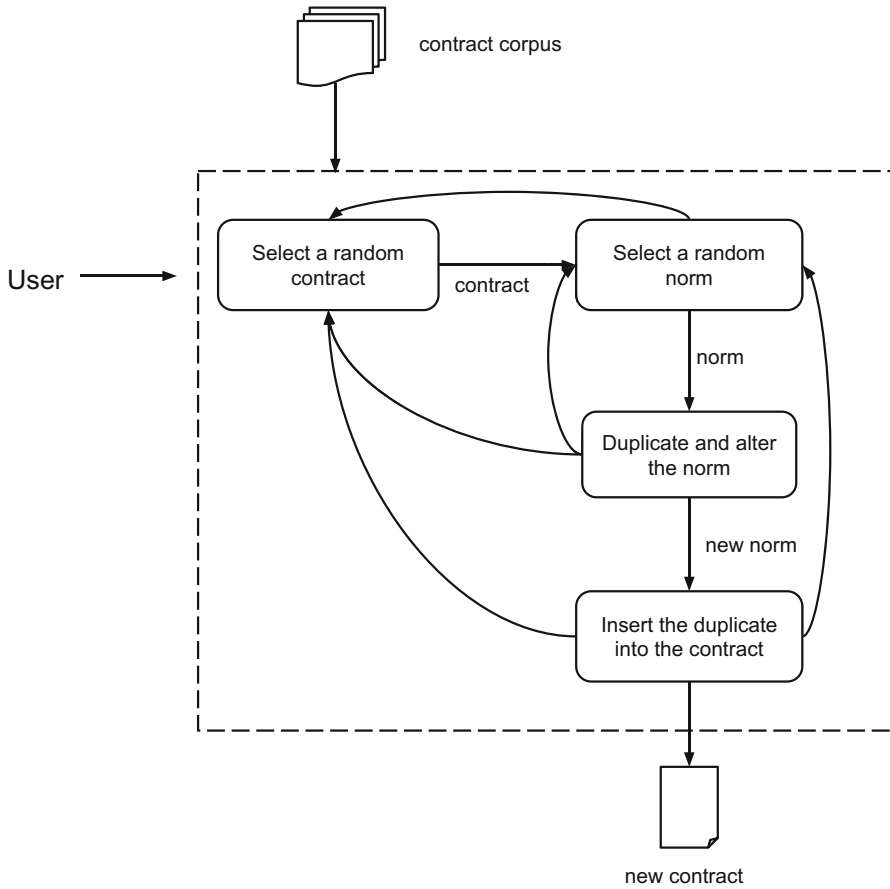 contract corpus
Select a random
contract
Select a random
norm
User
contract
norm
Duplicate and alter
the norm
new norm
Insert the duplicate
into the contract
new contract